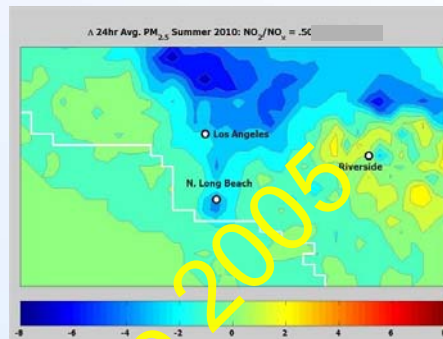 Λ 24hr Avg. PM2.5 Summer 2010: NO2/NOx = .50
Los Angeles
Riverside
N. Long Beach
2005
-8 -6 -4 -2 0 2 4 6